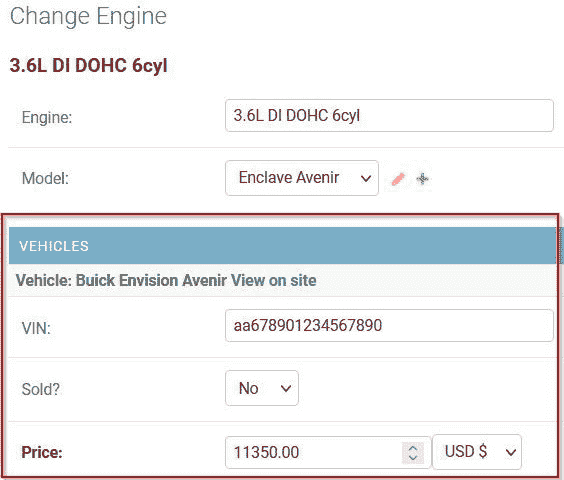 Change Engine
3.6L DI DOHC 6cyl
Engine: 3.6L DI DOHC 6cyl
Model: Enclave Avenir
VEHICLES
Vehicle: Buick Envision Avenir View on site
VIN: aa678901234567890
Sold? No
Price: 11350.00 USD $